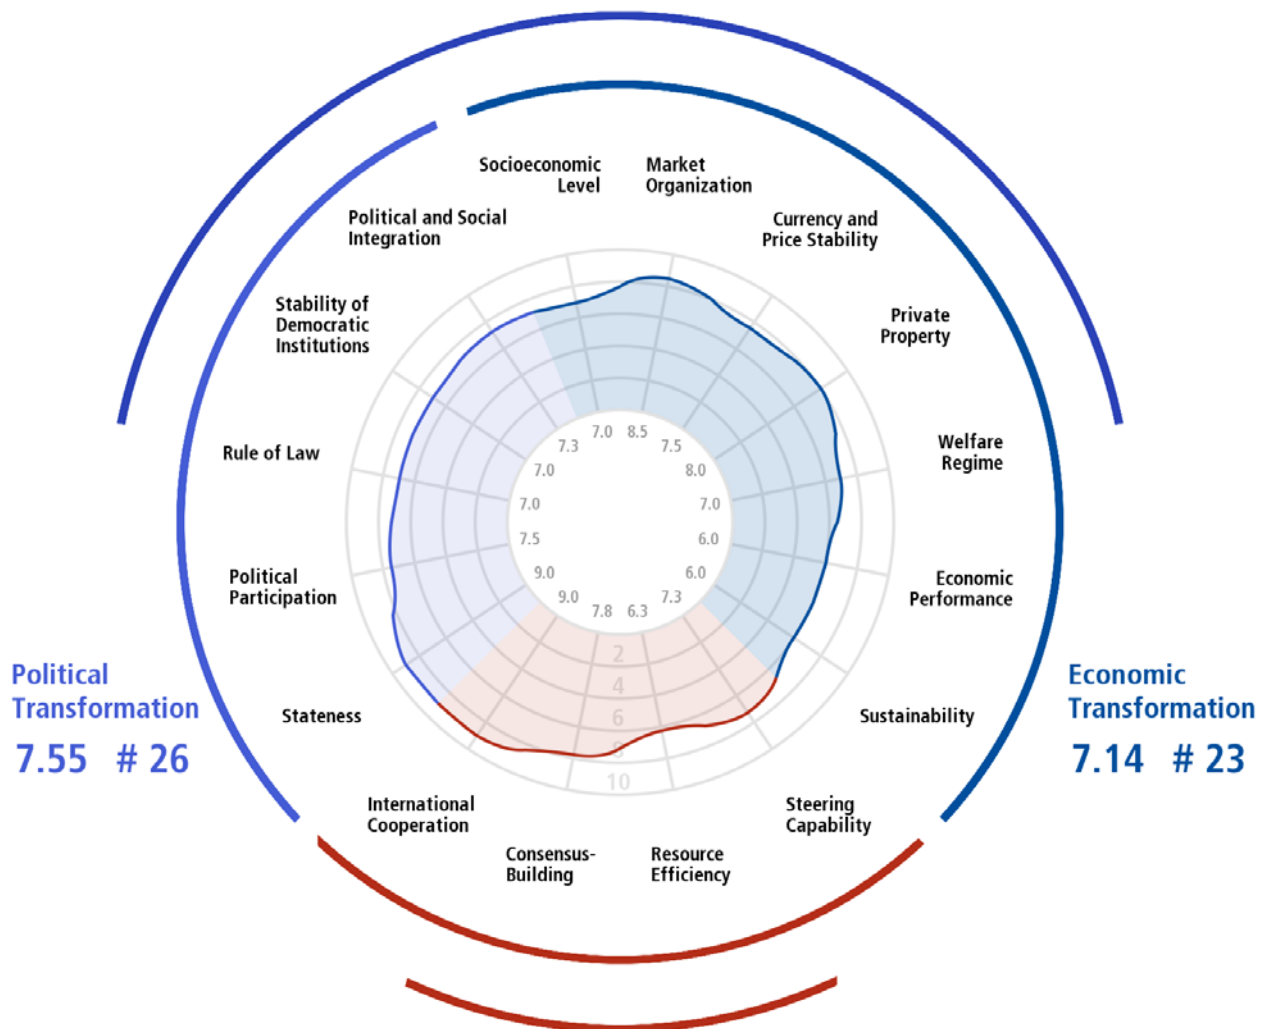 Socioeconomic
Level
Market
Organization
Political and Social
Integration
Currency and
Price Stability
Stability of
Democratic
Institutions
Private
Property
Rule of Law
Welfare
Regime
Political
Participation
Economic
Performance
Stateness
Sustainability
International
Cooperation
Steering
Capability
Consensus-
Building
Resource
Efficiency
7.0 8.5
7.3 7.5
7.0 8.0
7.0 7.0
7.5 6.0
9.0 6.0
9.0 7.3
7.8 6.3
2
4
6
8
10
Political
Transformation
7.55 # 26
Economic
Transformation
7.14 # 23